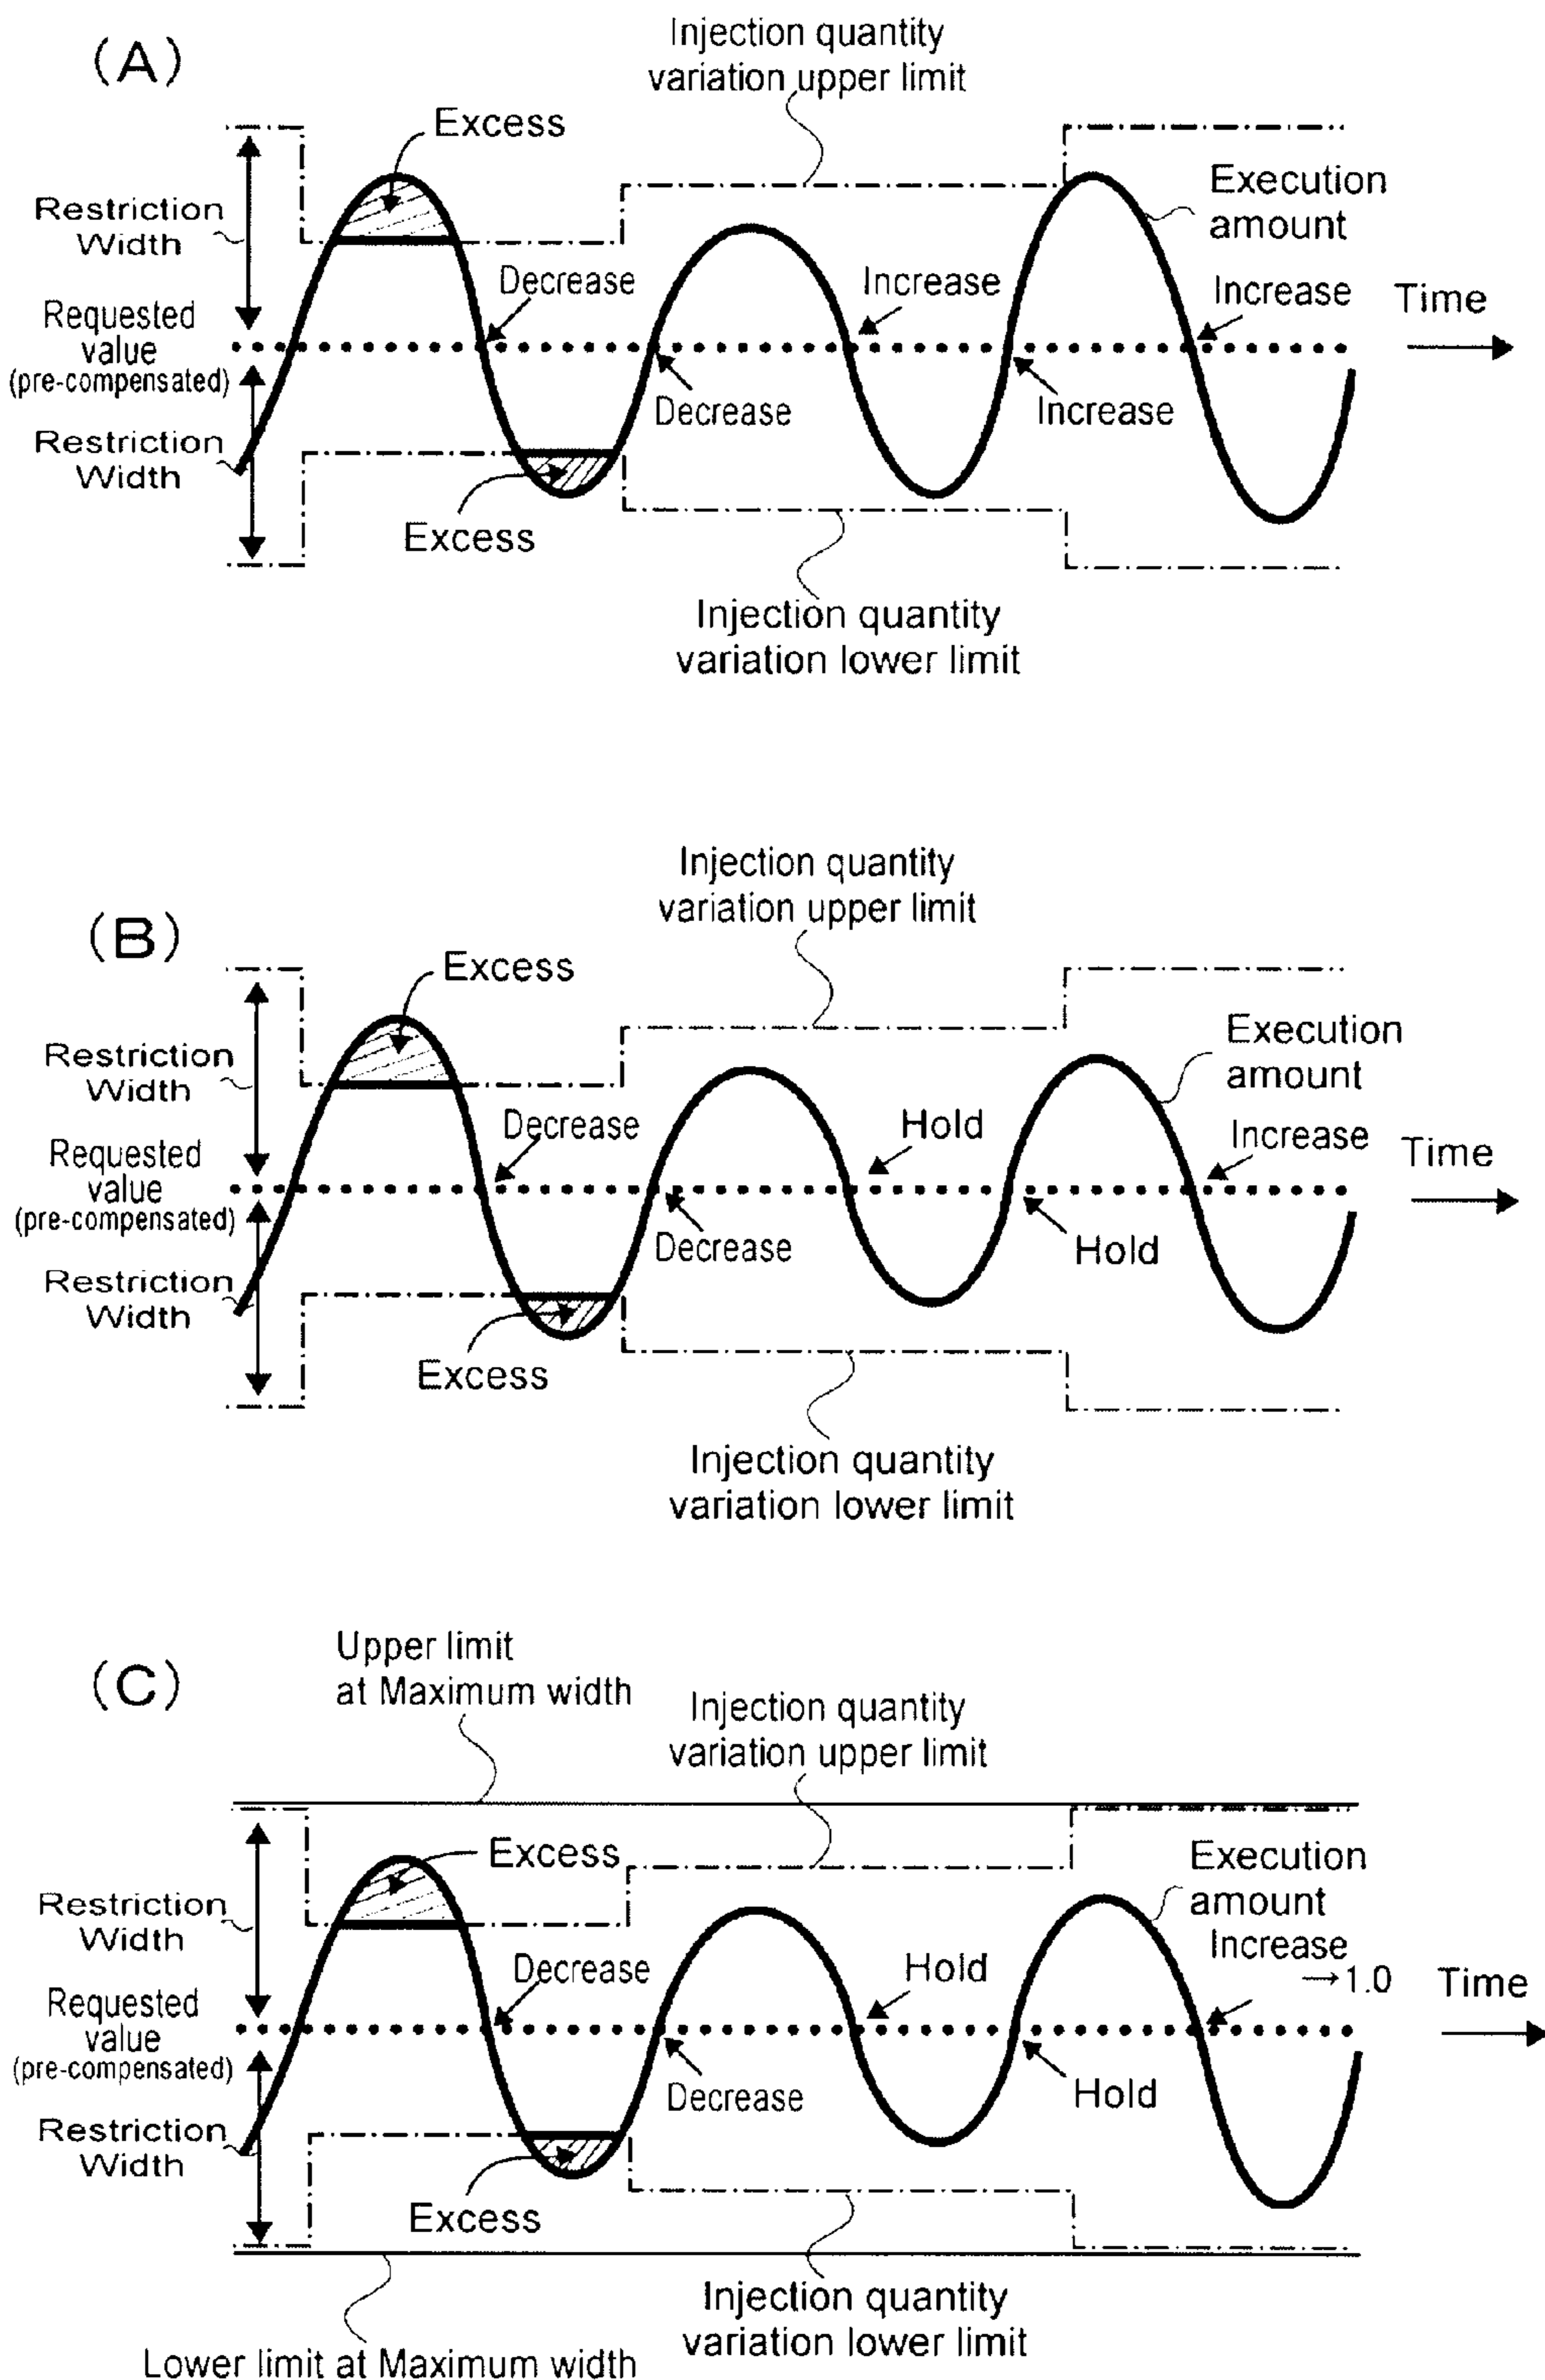 (A)
Injection quantity
variation upper limit
Excess
Execution
amount
Restriction
Width
Decrease
Increase
Increase
Time
Requested
value
(pre-compensated)
Decrease
Increase
Restriction
Width
Excess
Injection quantity
variation lower limit
(B)
Injection quantity
variation upper limit
Excess
Execution
amount
Restriction
Width
Decrease
Hold
Increase
Time
Requested
value
(pre-compensated)
Decrease
Hold
Restriction
Width
Excess
Injection quantity
variation lower limit
(C)
Upper limit
at Maximum width
Injection quantity
variation upper limit
Excess
Execution
amount
Restriction
Width
Decrease
Hold
Increase
→1.0
Time
Requested
value
(pre-compensated)
Decrease
Hold
Restriction
Width
Excess
Injection quantity
variation lower limit
Lower limit at Maximum width